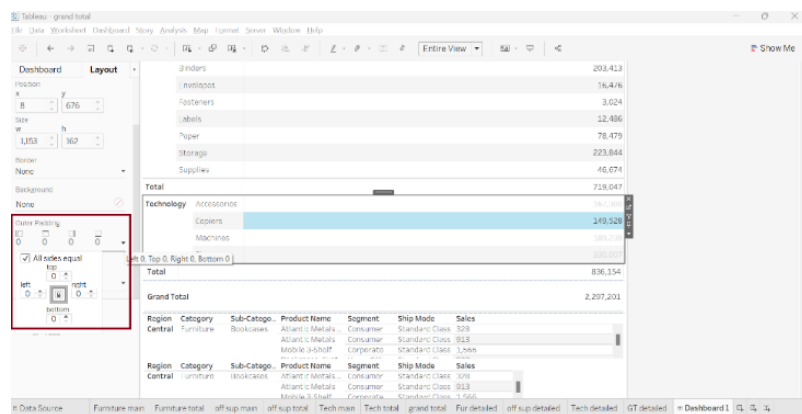 Tableau - grand total
File Data Worksheet Dashboard Story Analysis Map Format Server Window Help
Entire View
Show Me
Dashboard Layout
Position
x y
8 676
Size
w h
1,153 162
Border
None
Background
None
Outer Padding
0 0 0 0
All sides equal
top
0
left right
0 0
bottom
0
Left 0, Top 0, Right 0, Bottom 0
Binders 203,413
Envelopes 16,476
Fasteners 3,024
Labels 12,486
Paper 78,479
Storage 223,844
Supplies 46,674
Total 719,047
Technology Accessories
Copiers 149,528
Machines
Total 836,154
Grand Total 2,297,201
Region Category Sub-Catego.. Product Name Segment Ship Mode Sales
Central Furniture Bookcases Atlantic Metals .. Consumer Standard Class 328
Atlantic Metals .. Consumer Standard Class 913
Mobile 3-Shelf Corporate Standard Class 1,566
Region Category Sub-Catego.. Product Name Segment Ship Mode Sales
Central Furniture Bookcases Atlantic Metals .. Consumer Standard Class 328
Atlantic Metals .. Consumer Standard Class 913
Mobile 3-Shelf Corporate Standard Class 1,566
Data Source Furniture main Furniture total off sup main off sup total Tech main Tech total grand total Fur detailed off sup detailed Tech detailed GT detailed Dashboard 1